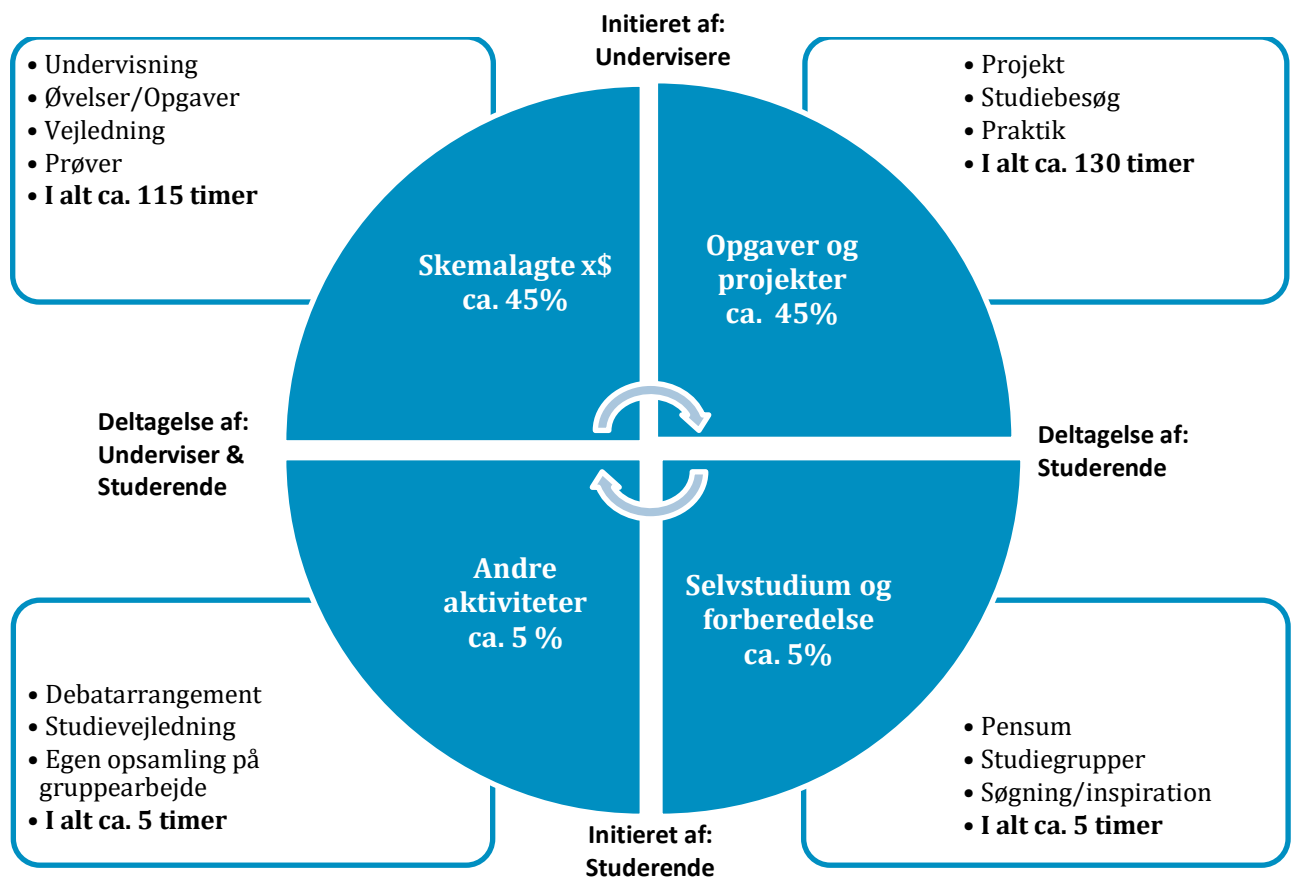 Initieret af:
Undervisere
• Undervisning
• Øvelser/Opgaver
• Vejledning
• Prøver
• I alt ca. 115 timer
• Projekt
• Studiebesøg
• Praktik
• I alt ca. 130 timer
Skemalagte x$
ca. 45%
Opgaver og
projekter
ca. 45%
Deltagelse af:
Underviser &
Studerende
Deltagelse af:
Studerende
Andre
aktiviteter
ca. 5 %
Selvstudium og
forberedelse
ca. 5%
• Debatarrangement
• Studievejledning
• Egen opsamling på
gruppearbejde
• I alt ca. 5 timer
• Pensum
• Studiegrupper
• Søgning/inspiration
• I alt ca. 5 timer
Initieret af:
Studerende